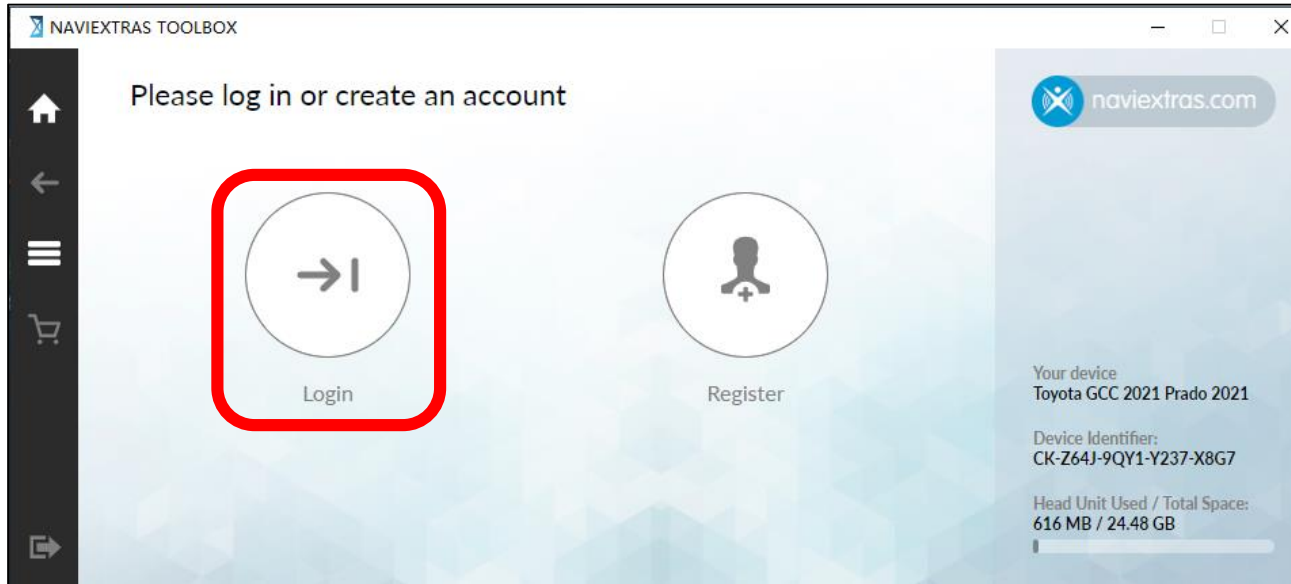 NAVIEXTRAS TOOLBOX
Please log in or create an account
naviextras.com
Login
Register
Your device
Toyota GCC 2021 Prado 2021
Device Identifier:
CK-Z64J-9QY1-Y237-X8G7
Head Unit Used / Total Space:
616 MB / 24.48 GB